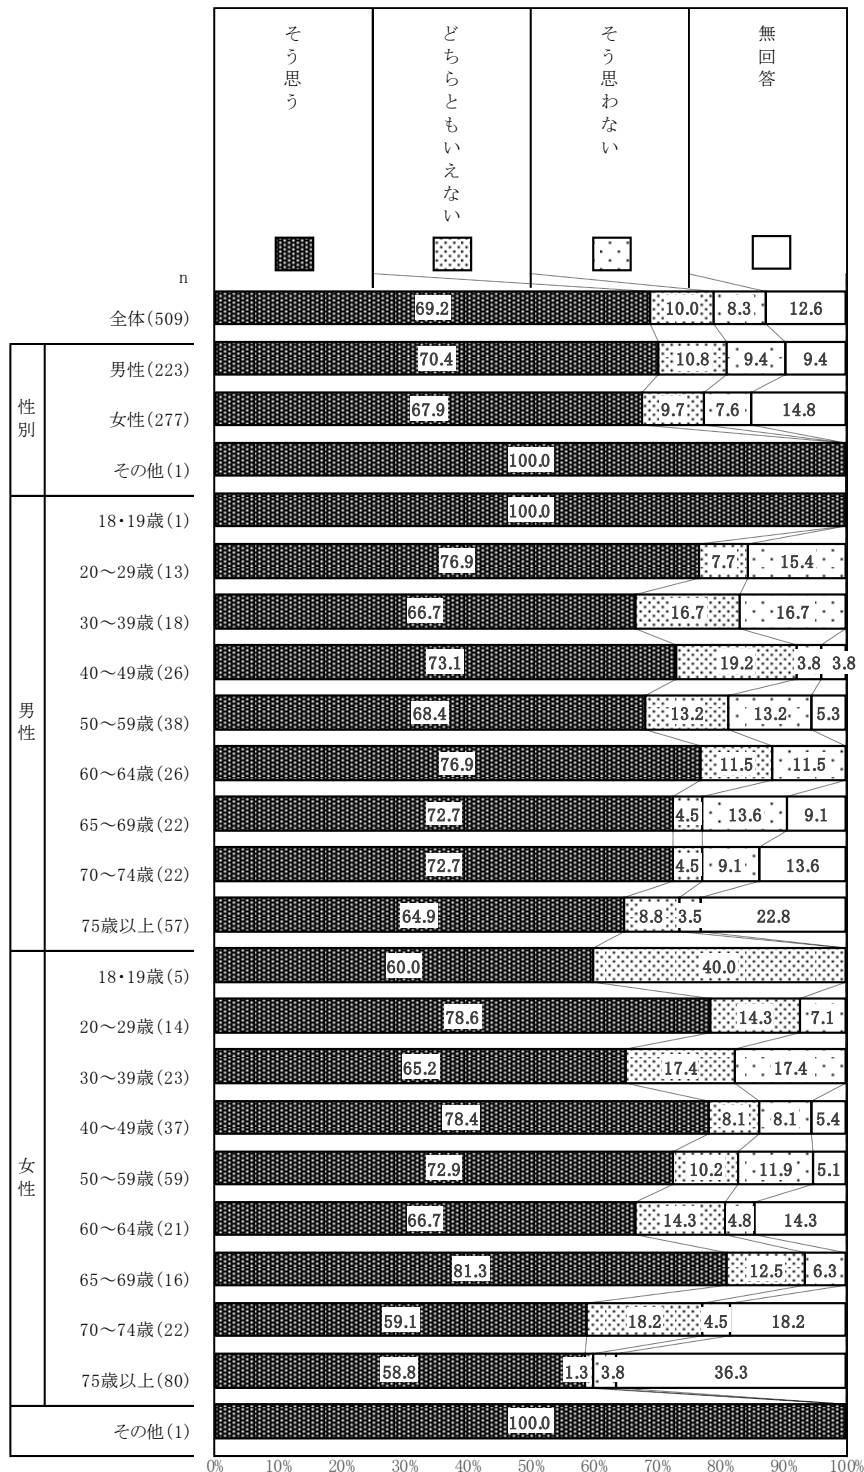 そう思う
どちらともいえない
そう思わない
無回答
n
全体(509) 69.2 10.0 8.3 12.6
性別
男性(223) 70.4 10.8 9.4 9.4
女性(277) 67.9 9.7 7.6 14.8
その他(1) 100.0
男性
18・19歳(1) 100.0
20～29歳(13) 76.9 7.7 15.4
30～39歳(18) 66.7 16.7 16.7
40～49歳(26) 73.1 19.2 3.8 3.8
50～59歳(38) 68.4 13.2 13.2 5.3
60～64歳(26) 76.9 11.5 11.5
65～69歳(22) 72.7 4.5 13.6 9.1
70～74歳(22) 72.7 4.5 9.1 13.6
75歳以上(57) 64.9 8.8 3.5 22.8
女性
18・19歳(5) 60.0 40.0
20～29歳(14) 78.6 14.3 7.1
30～39歳(23) 65.2 17.4 17.4
40～49歳(37) 78.4 8.1 8.1 5.4
50～59歳(59) 72.9 10.2 11.9 5.1
60～64歳(21) 66.7 14.3 4.8 14.3
65～69歳(16) 81.3 12.5 6.3
70～74歳(22) 59.1 18.2 4.5 18.2
75歳以上(80) 58.8 1.3 3.8 36.3
その他(1) 100.0
0% 10% 20% 30% 40% 50% 60% 70% 80% 90% 100%